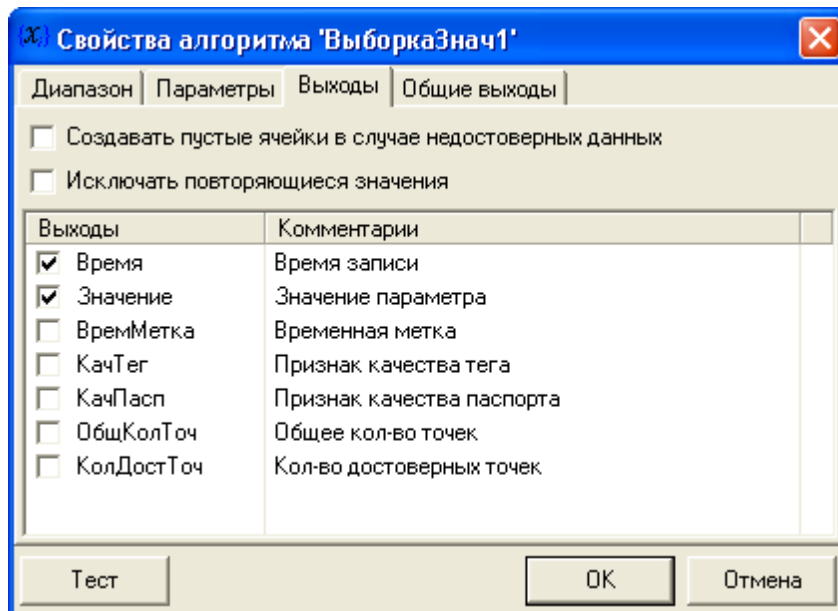 Свойства алгоритма 'ВыборкаЗнач1'
Диапазон Параметры Выходы Общие выходы
Создавать пустые ячейки в случае недостоверных данных
Исключать повторяющиеся значения
Выходы Комментарии
Время Время записи
Значение Значение параметра
ВремМетка Временная метка
КачТег Признак качества тега
КачПасп Признак качества паспорта
ОбщКолТоч Общее кол-во точек
КолДостТоч Кол-во достоверных точек
Тест ОК Отмена